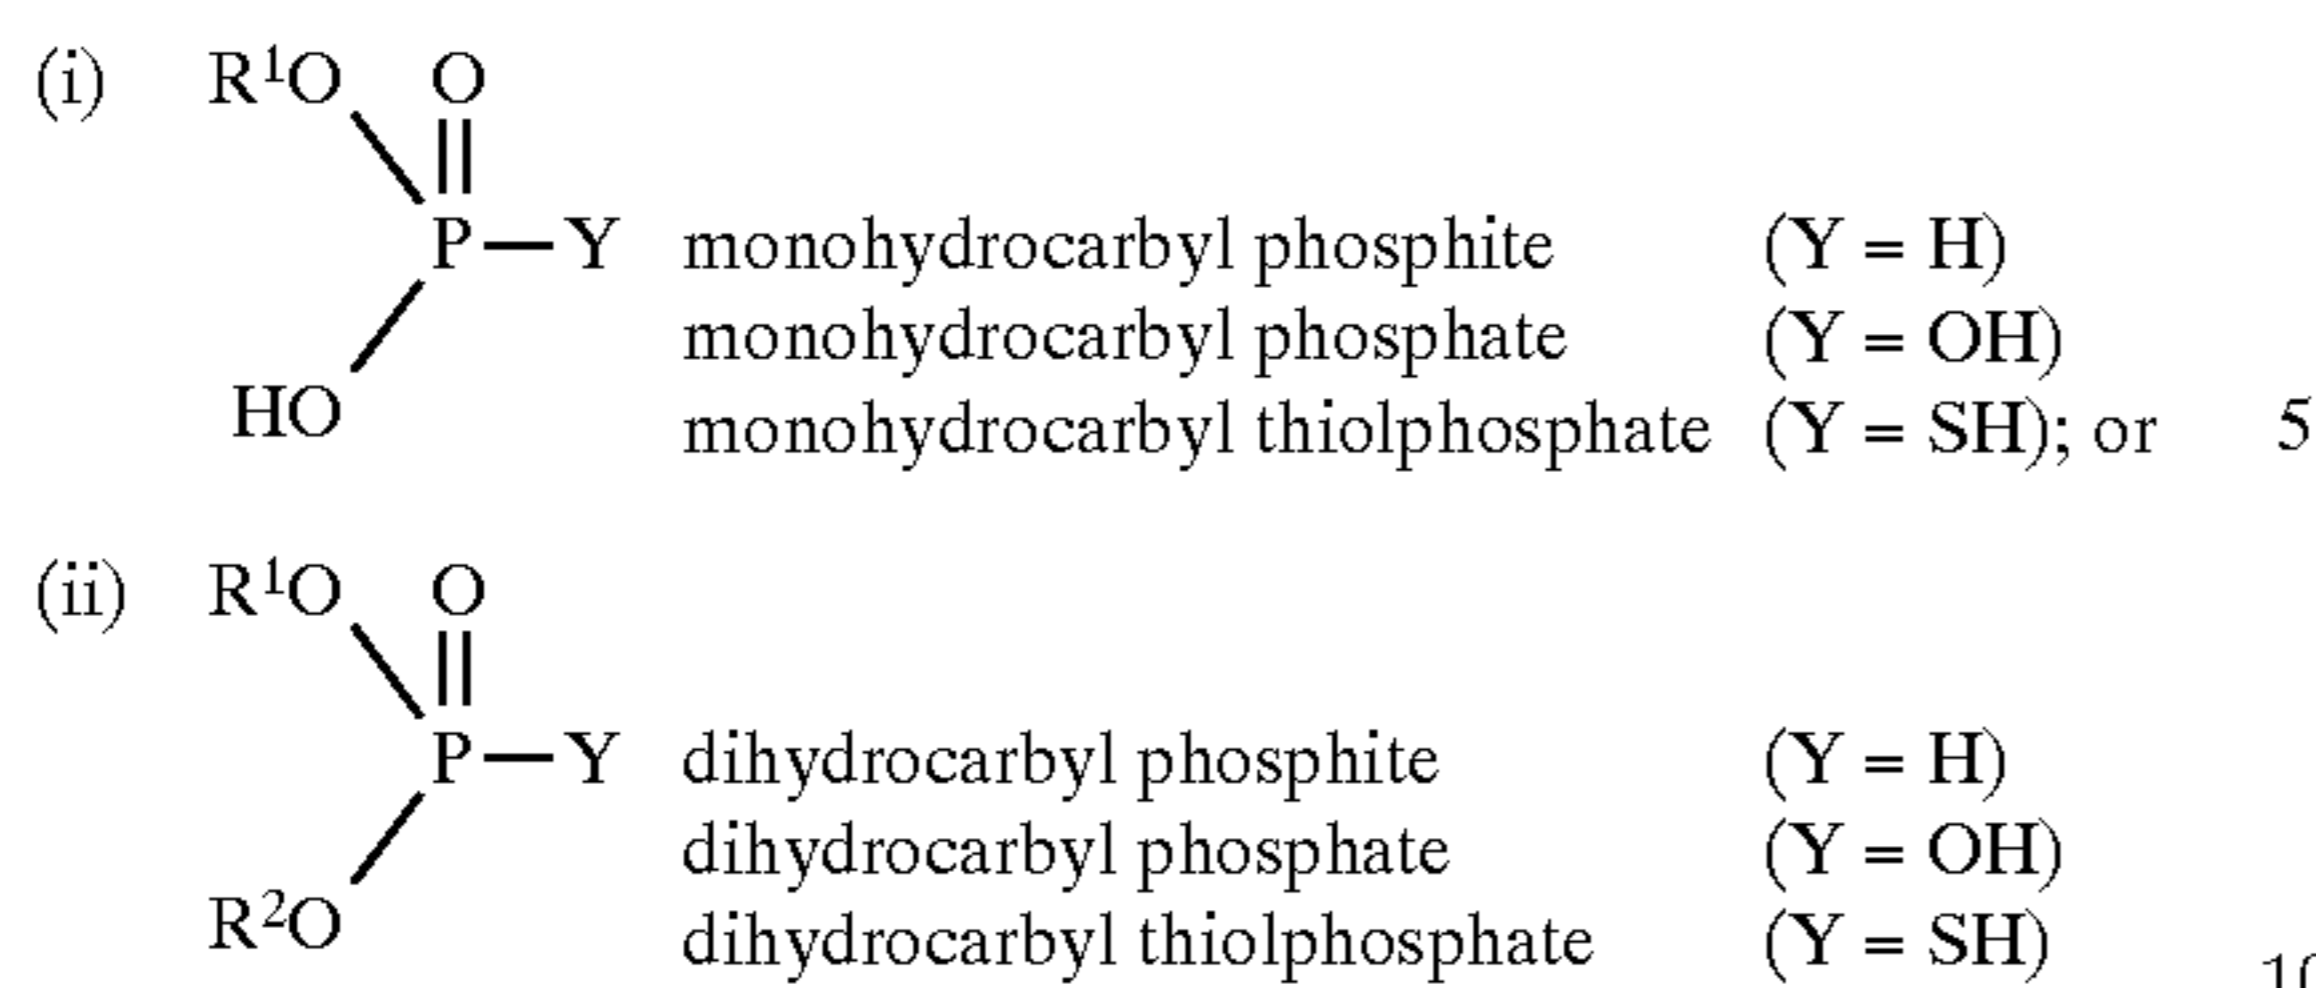 (i) R¹O O
P—Y monohydrocarbyl phosphite (Y = H)
monohydrocarbyl phosphate (Y = OH)
HO monohydrocarbyl thiolphosphate (Y = SH); or 5
(ii) R¹O O
P—Y dihydrocarbyl phosphite (Y = H)
dihydrocarbyl phosphate (Y = OH)
R²O dihydrocarbyl thiolphosphate (Y = SH)
10